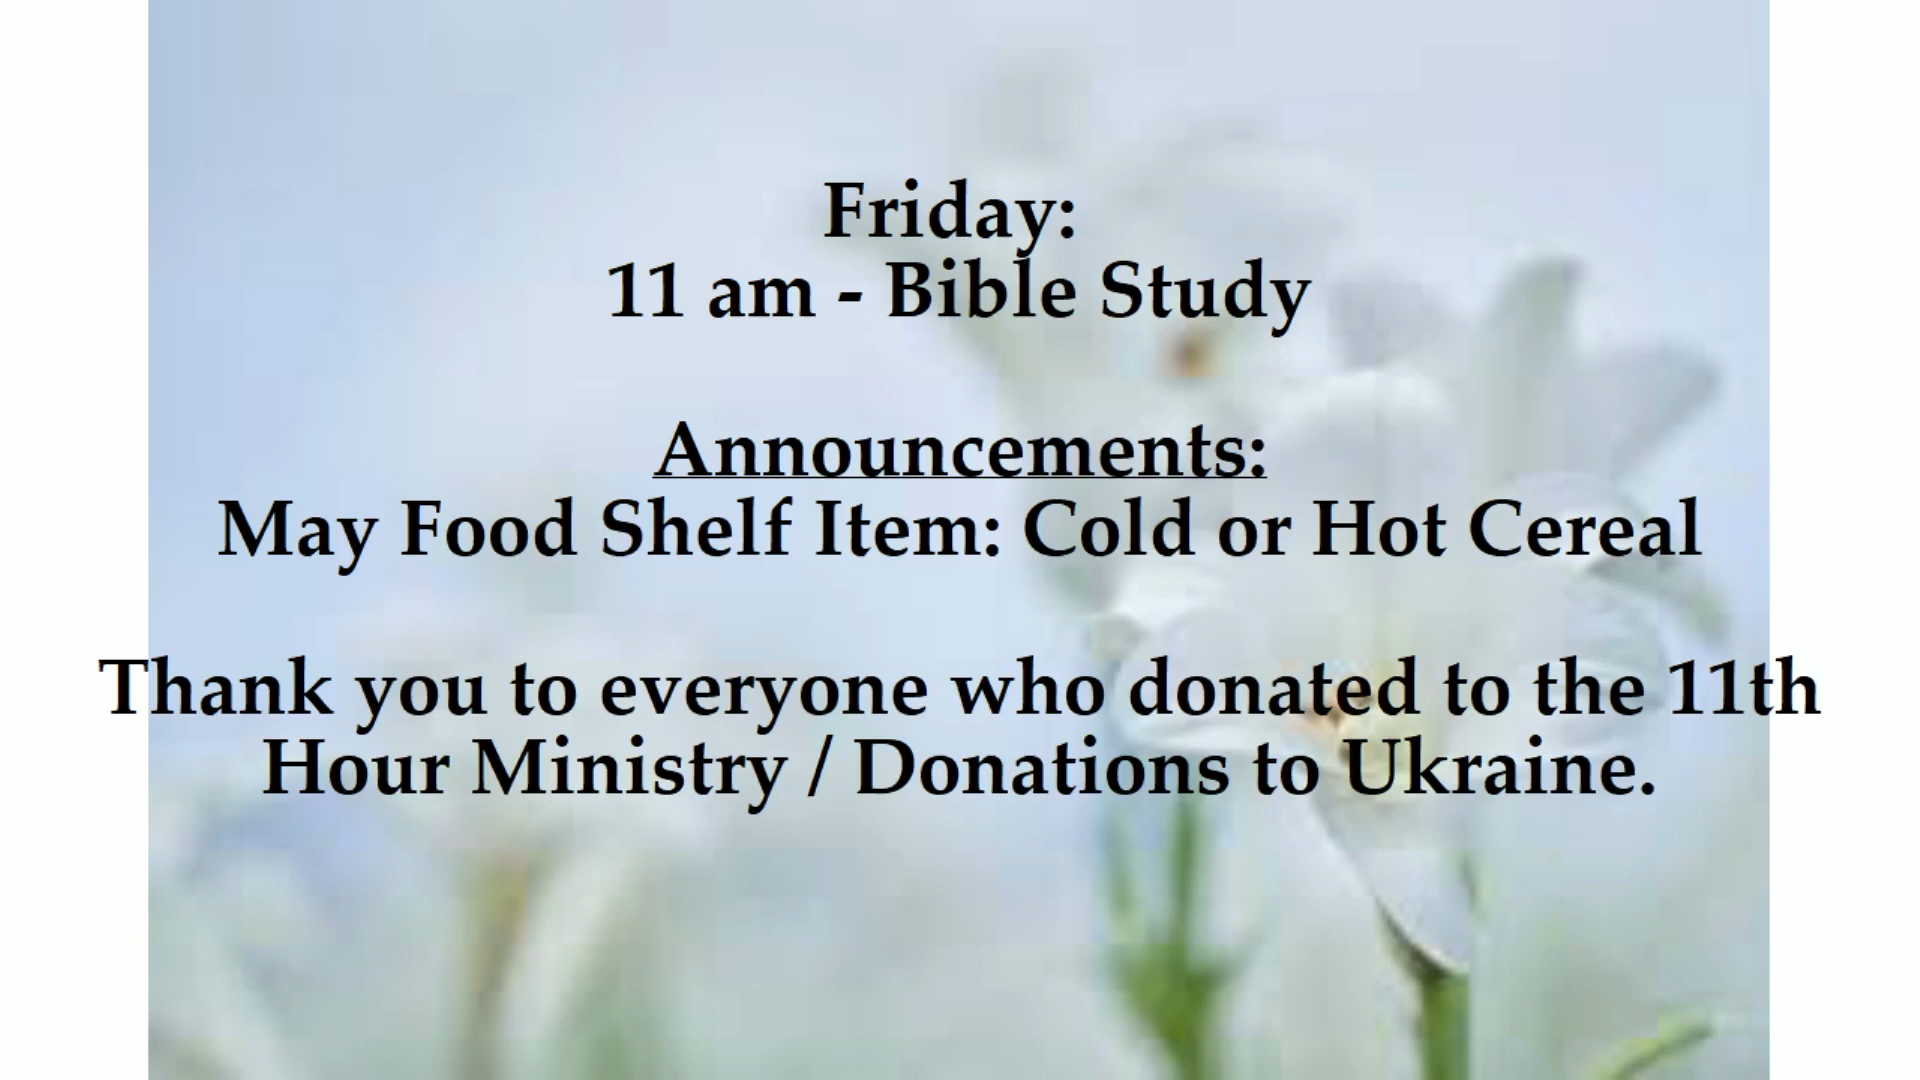 Friday:
11 am - Bible Study
Announcements:
May Food Shelf Item: Cold or Hot Cereal
Thank you to everyone who donated to the 11th
Hour Ministry / Donations to Ukraine.